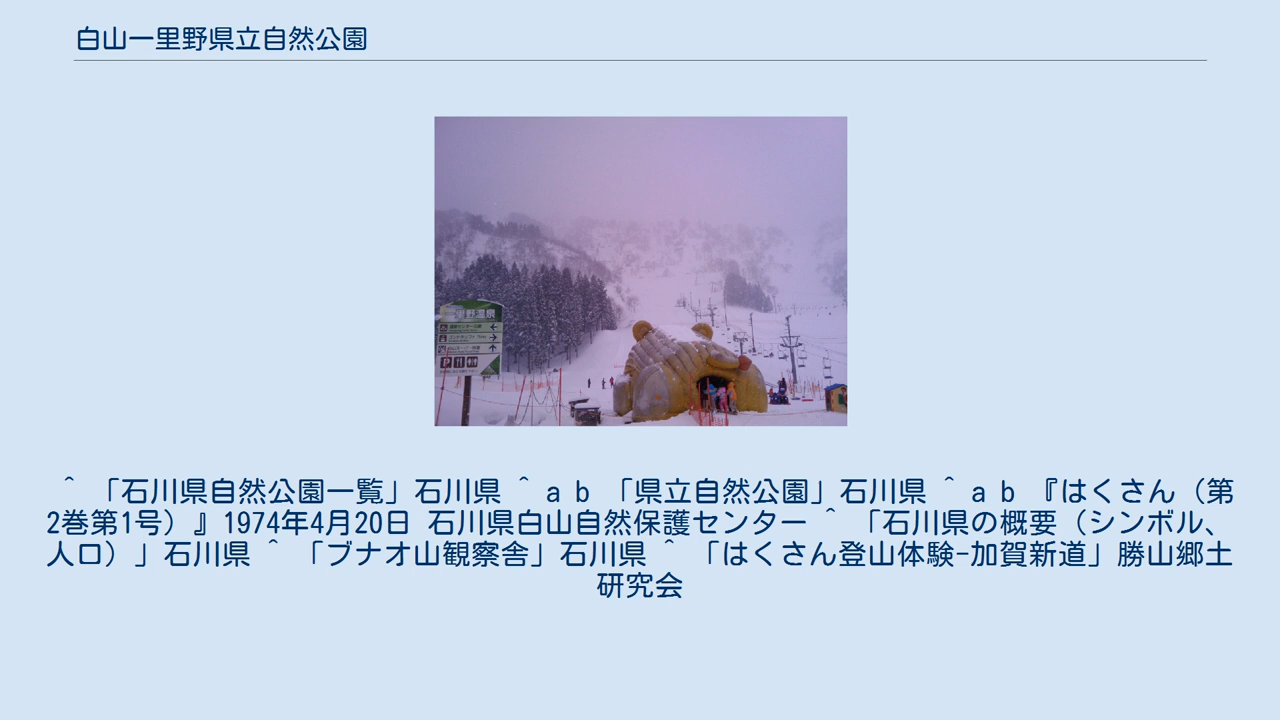 白山一里野県立自然公園
一里野温泉
^ 「石川県自然公園一覧」石川県 ^ a b 「県立自然公園」石川県 ^ a b 『はくさん（第
2巻第1号）』1974年4月20日 石川県白山自然保護センター ^ 「石川県の概要（シンボル、
人口）」石川県 ^ 「ブナオ山観察舎」石川県 ^ 「はくさん登山体験-加賀新道」勝山郷土
研究会